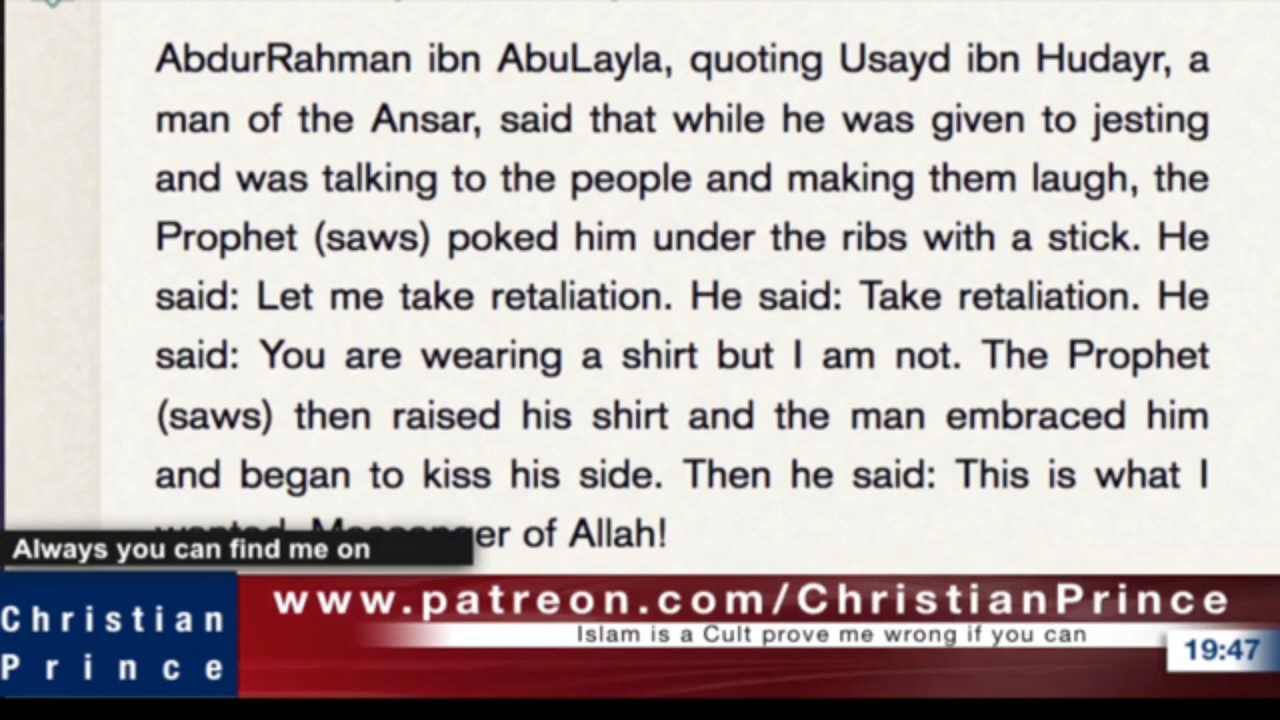 AbdurRahman ibn AbuLayla, quoting Usayd ibn Hudayr, a
man of the Ansar, said that while he was given to jesting
and was talking to the people and making them laugh, the
Prophet (saws) poked him under the ribs with a stick. He
said: Let me take retaliation. He said: Take retaliation. He
said: You are wearing a shirt but I am not. The Prophet
(saws) then raised his shirt and the man embraced him
and began to kiss his side. Then he said: This is what I
of Allah!
Always you can find me on
Christian
Prince
www.patreon.com/ChristianPrince
Islam is a Cult prove me wrong if you can
19:47